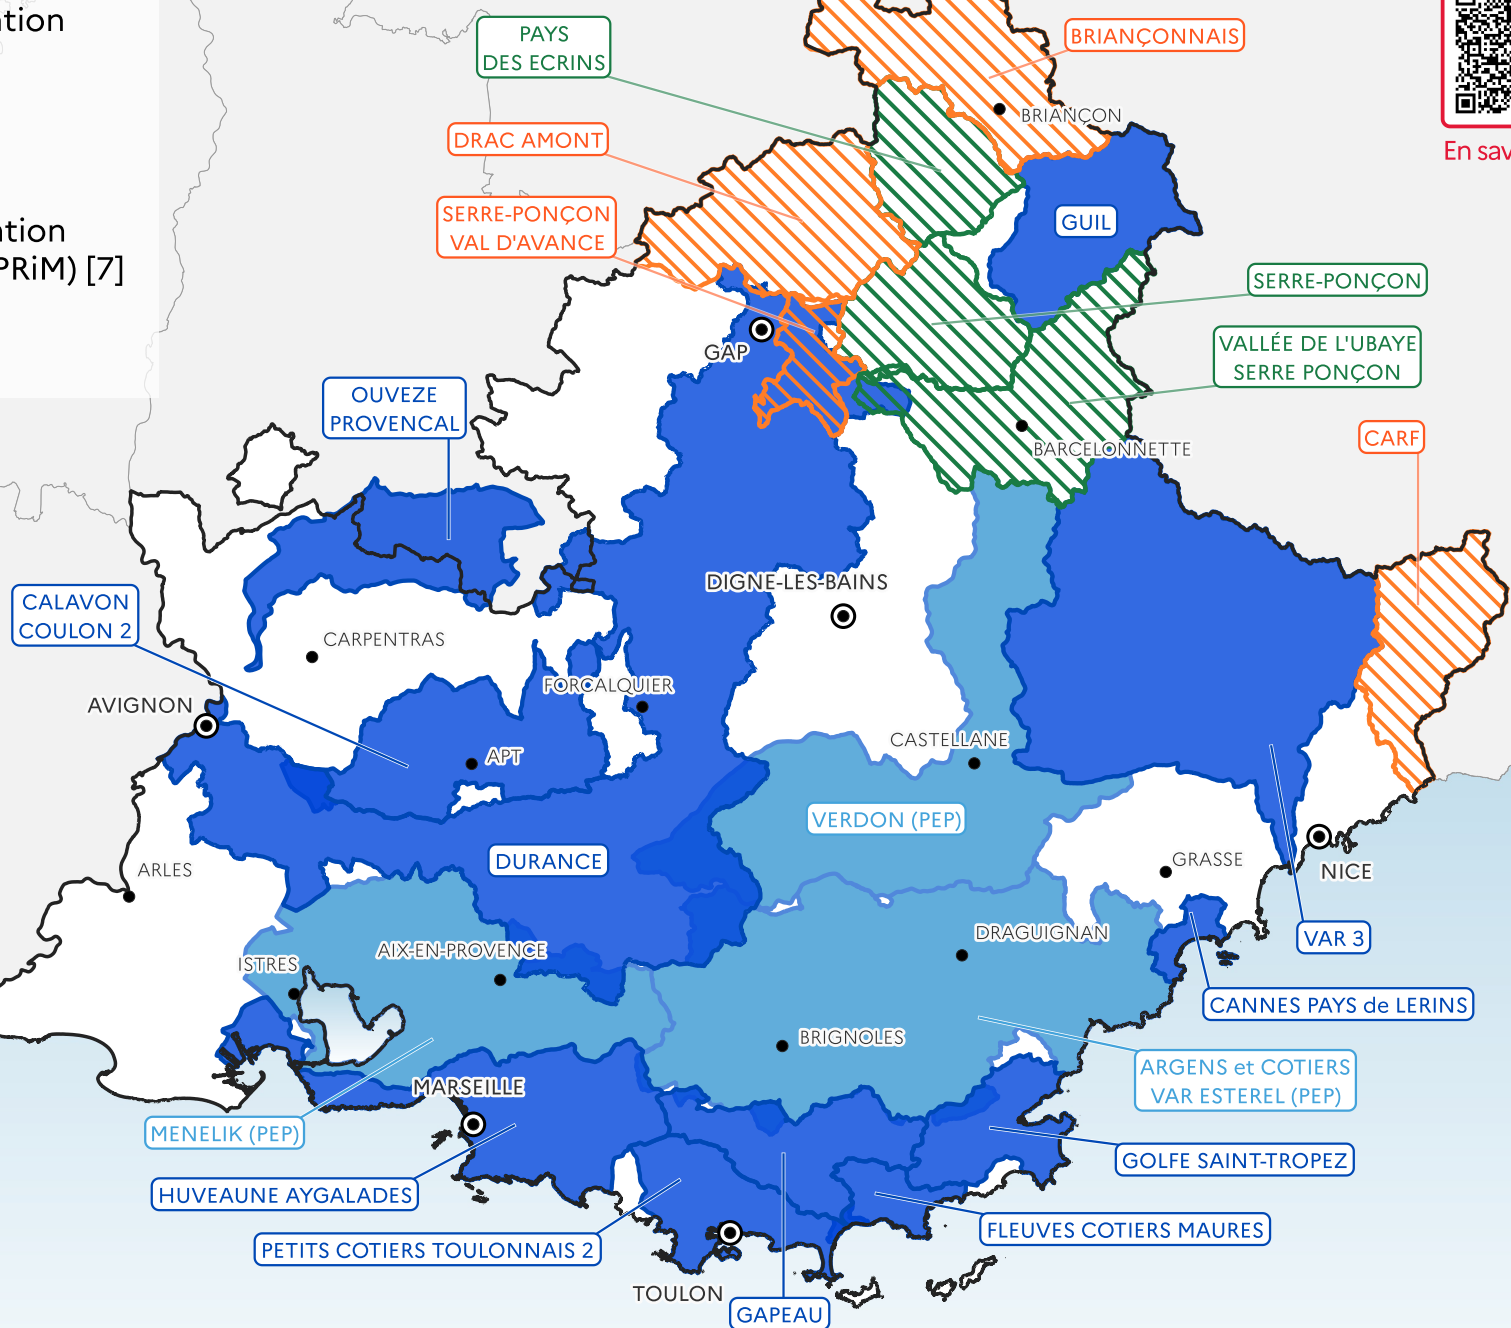 PAYS
DES ECRINS
BRIANÇONNAIS
BRIANÇON
DRAC AMONT
En sav
SERRE-PONÇON
VAL D'AVANCE
GUIL
PRiM) [7]
SERRE-PONÇON
GAP
VALLÉE DE L'UBAYE
SERRE PONÇON
OUVEZE
PROVENCAL
CARF
BARCELONNETTE
DIGNE-LES-BAINS
CALAVON
COULON 2
CARPENTRAS
FORCALQUIER
AVIGNON
CASTELLANE
APT
VERDON (PEP)
DURANCE
GRASSE
ARLES
NICE
DRAGUIGNAN
VAR 3
AIX-EN-PROVENCE
ISTRES
CANNES PAYS de LERINS
BRIGNOLES
ARGENS et COTIERS
VAR ESTEREL (PEP)
MARSEILLE
MENELIK (PEP)
GOLFE SAINT-TROPEZ
HUVEAUNE AYGALADES
FLEUVES COTIERS MAURES
PETITS COTIERS TOULONNAIS 2
TOULON
GAPEAU